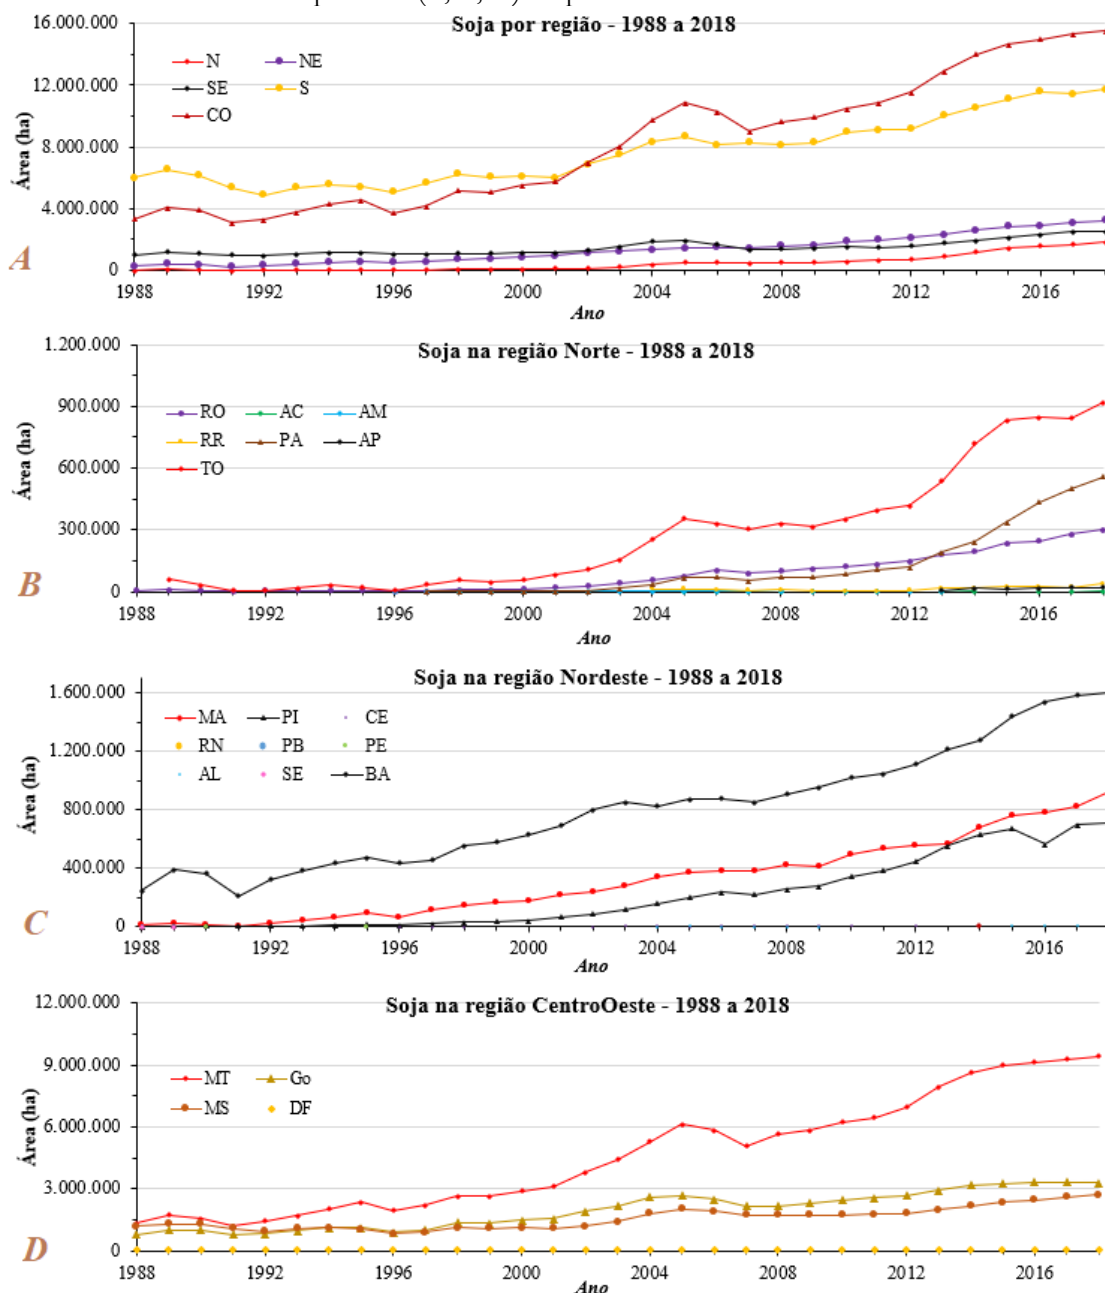 Soja por região - 1988 a 2018
16.000.000
12.000.000
8.000.000
4.000.000
0
Área (ha)
N NE
SE S
CO
A
1988 1992 1996 2000 2004 2008 2012 2016
Ano
Soja na região Norte - 1988 a 2018
1.200.000
900.000
600.000
300.000
0
Área (ha)
RO AC AM
RR PA AP
TO
B
1988 1992 1996 2000 2004 2008 2012 2016
Ano
Soja na região Nordeste - 1988 a 2018
1.600.000
1.200.000
800.000
400.000
0
Área (ha)
MA PI CE
RN PB PE
AL SE BA
C
1988 1992 1996 2000 2004 2008 2012 2016
Ano
Soja na região CentroOeste - 1988 a 2018
12.000.000
9.000.000
6.000.000
3.000.000
0
Área (ha)
MT Go
MS DF
D
1988 1992 1996 2000 2004 2008 2012 2016
Ano